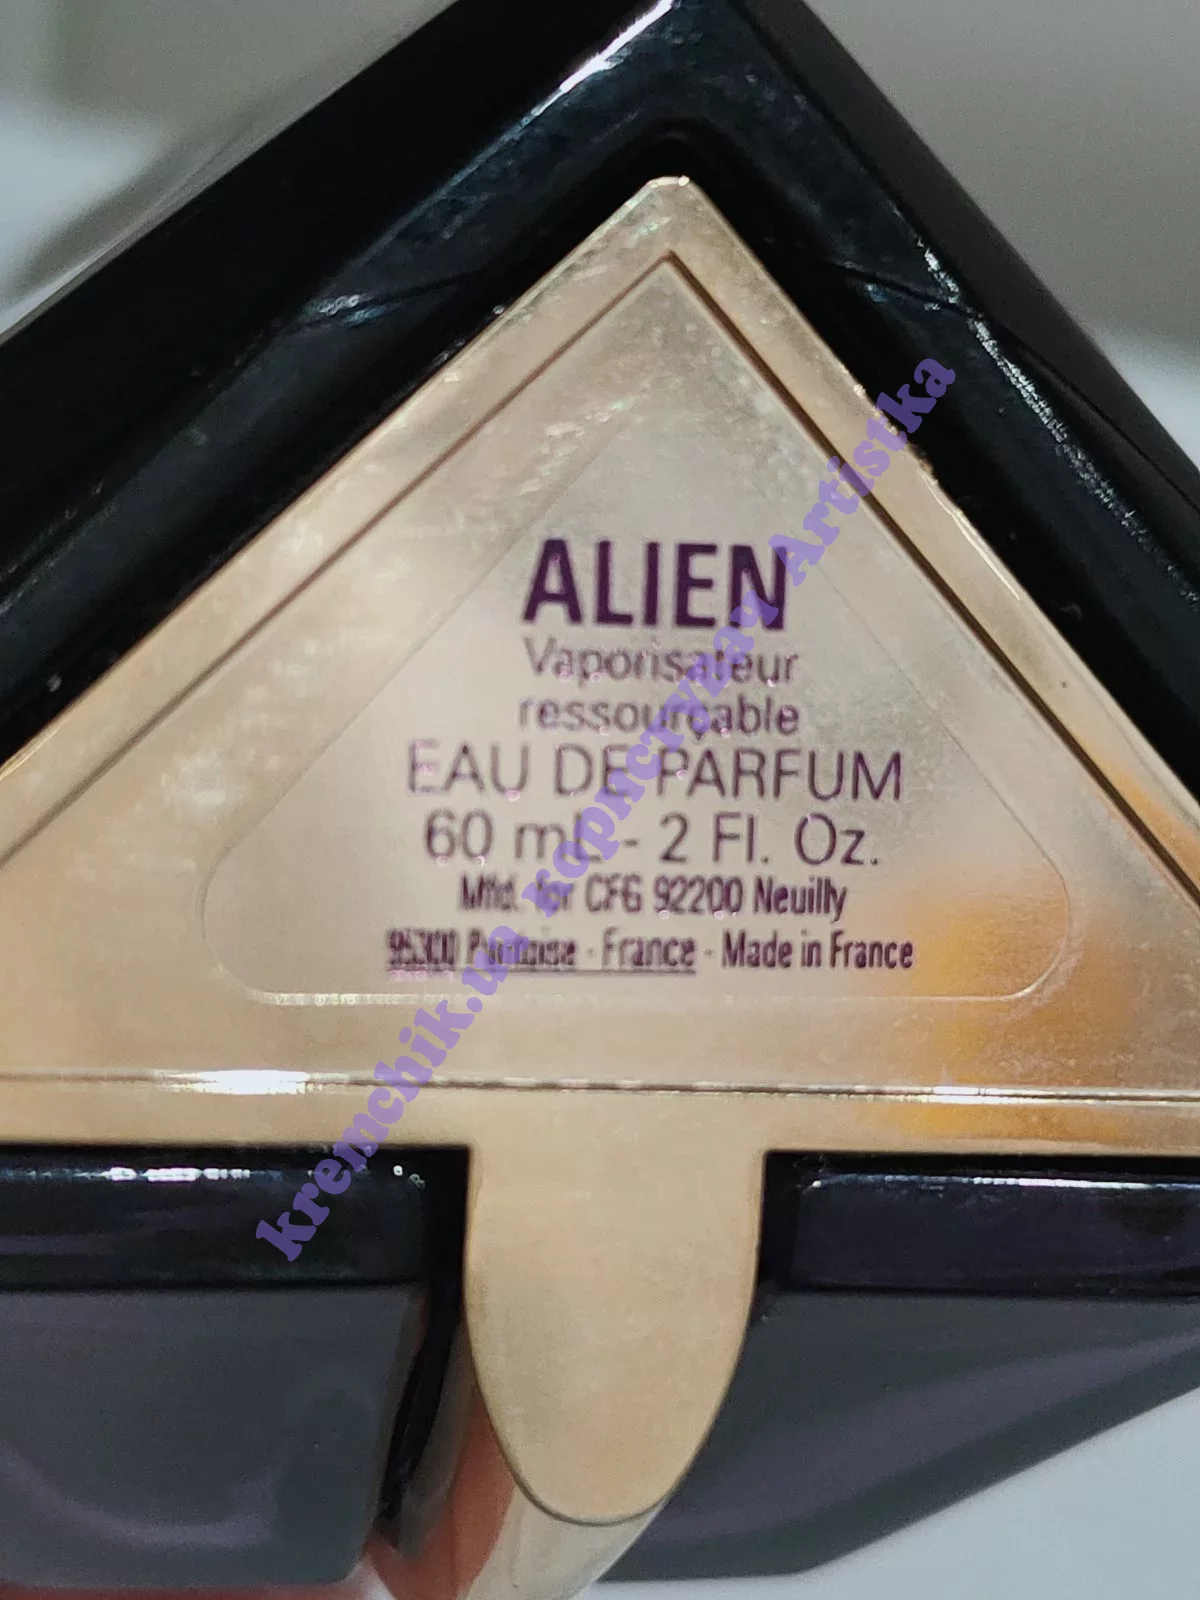 ALIEN
Vaporisateur
ressourçable
EAU DE PARFUM
60 mL - 2 Fl. Oz.
Mfd. for CFG 92200 Neuilly
95300 Pontoise - France - Made in France
kremchik.ua користувач Artistka